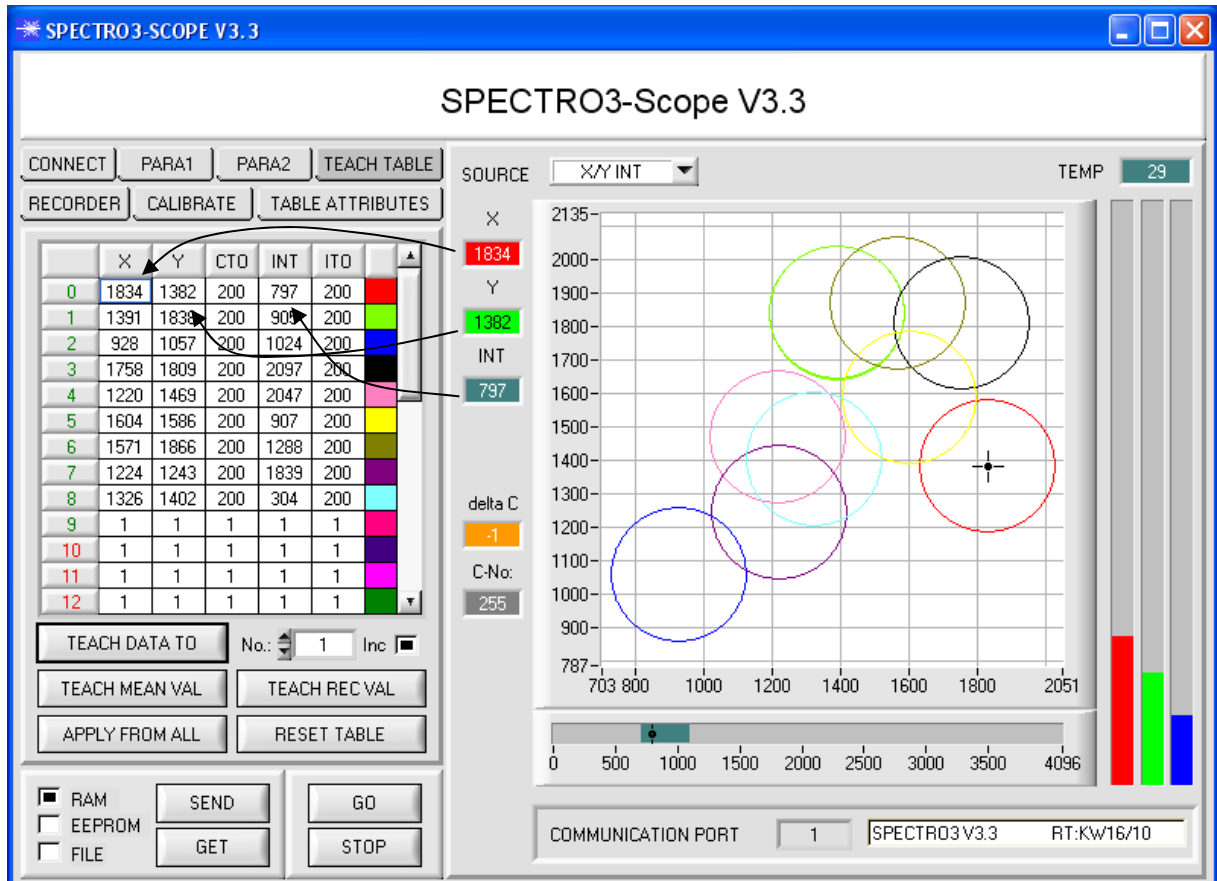 SPECTRO3-SCOPE V3.3
SPECTRO3-Scope V3.3
CONNECT PARA1 PARA2 TEACH TABLE
RECORDER CALIBRATE TABLE ATTRIBUTES
X Y CTO INT ITO
0 1834 1382 200 797 200
1 1391 1838 200 905 200
2 928 1057 200 1024 200
3 1758 1809 200 2097 200
4 1220 1469 200 2047 200
5 1604 1586 200 907 200
6 1571 1866 200 1288 200
7 1224 1243 200 1839 200
8 1326 1402 200 304 200
9 1 1 1 1 1
10 1 1 1 1 1
11 1 1 1 1 1
12 1 1 1 1 1
TEACH DATA TO No.: 1 Inc
TEACH MEAN VAL TEACH REC VAL
APPLY FROM ALL RESET TABLE
RAM
EEPROM
FILE
SEND GO
GET STOP
SOURCE X/Y INT
TEMP 29
X
1834
Y
1382
INT
797
delta C
-1
C-No:
255
2135
2000
1900
1800
1700
1600
1500
1400
1300
1200
1100
1000
900
787
703 800 1000 1200 1400 1600 1800 2051
0 500 1000 1500 2000 2500 3000 3500 4096
COMMUNICATION PORT 1 SPECTRO3 V3.3 RT:KW16/10